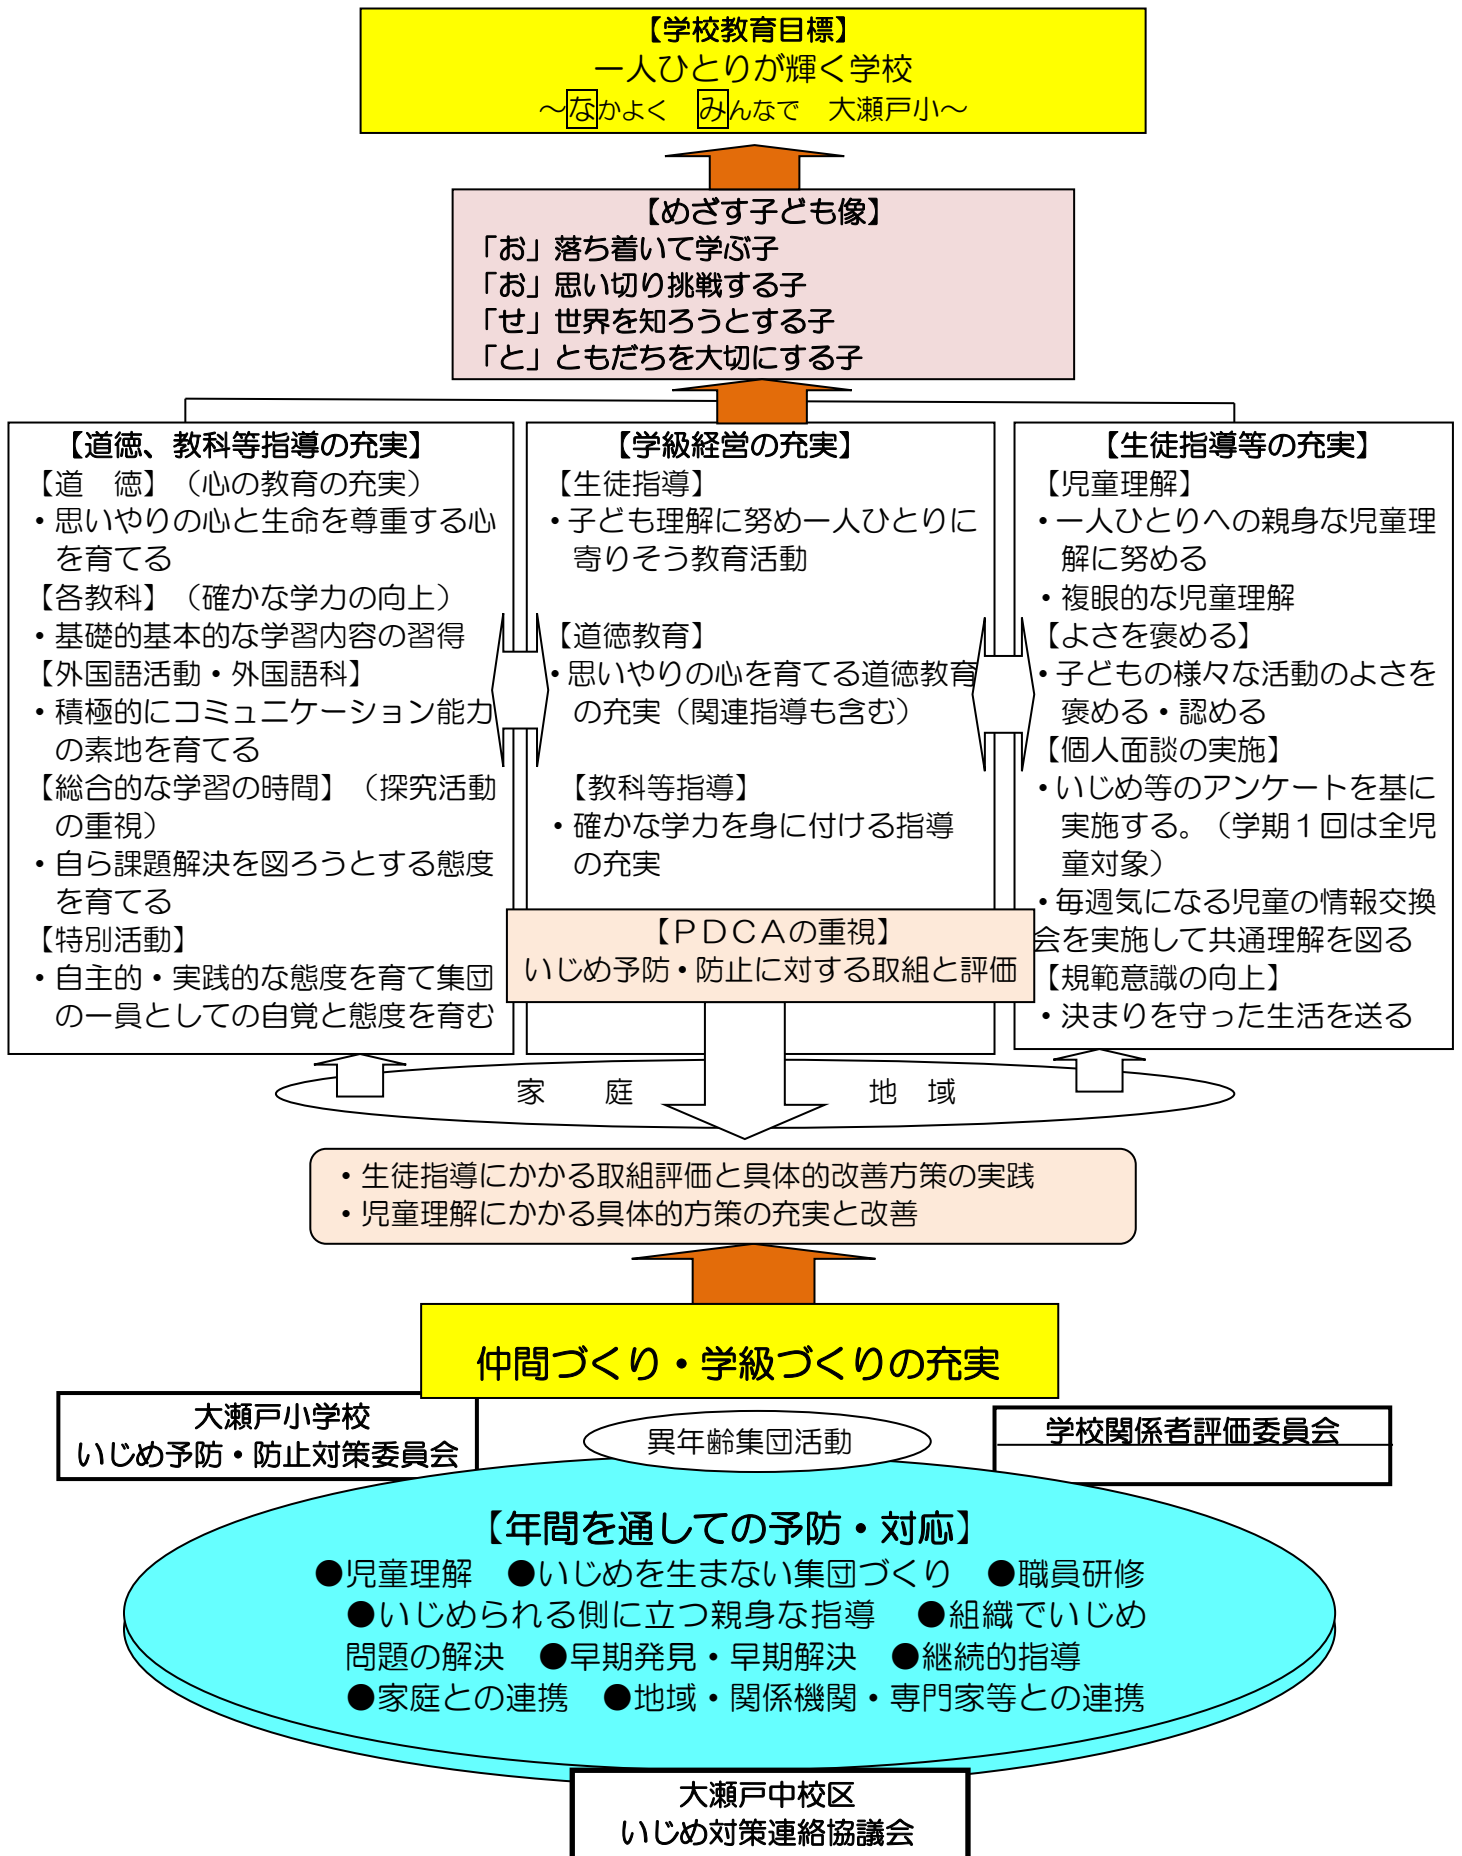 【学校教育目標】
一人ひとりが輝く学校
～なかよく　みんなで　大瀬戸小～
【めざす子ども像】
「お」落ち着いて学ぶ子
「お」思い切り挑戦する子
「せ」世界を知ろうとする子
「と」ともだちを大切にする子
【道徳、教科等指導の充実】
【道　徳】（心の教育の充実）
・思いやりの心と生命を尊重する心
を育てる
【各教科】（確かな学力の向上）
・基礎的基本的な学習内容の習得
【外国語活動・外国語科】
・積極的にコミュニケーション能力
の素地を育てる
【総合的な学習の時間】（探究活動
の重視）
・自ら課題解決を図ろうとする態度
を育てる
【特別活動】
・自主的・実践的な態度を育て集団
の一員としての自覚と態度を育む
【学級経営の充実】
【生徒指導】
・子ども理解に努め一人ひとりに
寄りそう教育活動
【道徳教育】
・思いやりの心を育てる道徳教育
の充実（関連指導も含む）
【教科等指導】
・確かな学力を身に付ける指導
の充実
【生徒指導等の充実】
【児童理解】
・一人ひとりへの親身な児童理
解に努める
・複眼的な児童理解
【よさを褒める】
・子どもの様々な活動のよさを
褒める・認める
【個人面談の実施】
・いじめ等のアンケートを基に
実施する。（学期１回は全児
童対象）
・毎週気になる児童の情報交換
会を実施して共通理解を図る
【規範意識の向上】
・決まりを守った生活を送る
【ＰＤＣＡの重視】
いじめ予防・防止に対する取組と評価
家　　庭　　　　　　　　地　域
・生徒指導にかかる取組評価と具体的改善方策の実践
・児童理解にかかる具体的方策の充実と改善
仲間づくり・学級づくりの充実
大瀬戸小学校
いじめ予防・防止対策委員会
異年齢集団活動
学校関係者評価委員会
【年間を通しての予防・対応】
●児童理解　●いじめを生まない集団づくり　●職員研修
●いじめられる側に立つ親身な指導　●組織でいじめ
問題の解決　●早期発見・早期解決　●継続的指導
●家庭との連携　●地域・関係機関・専門家等との連携
大瀬戸中校区
いじめ対策連絡協議会